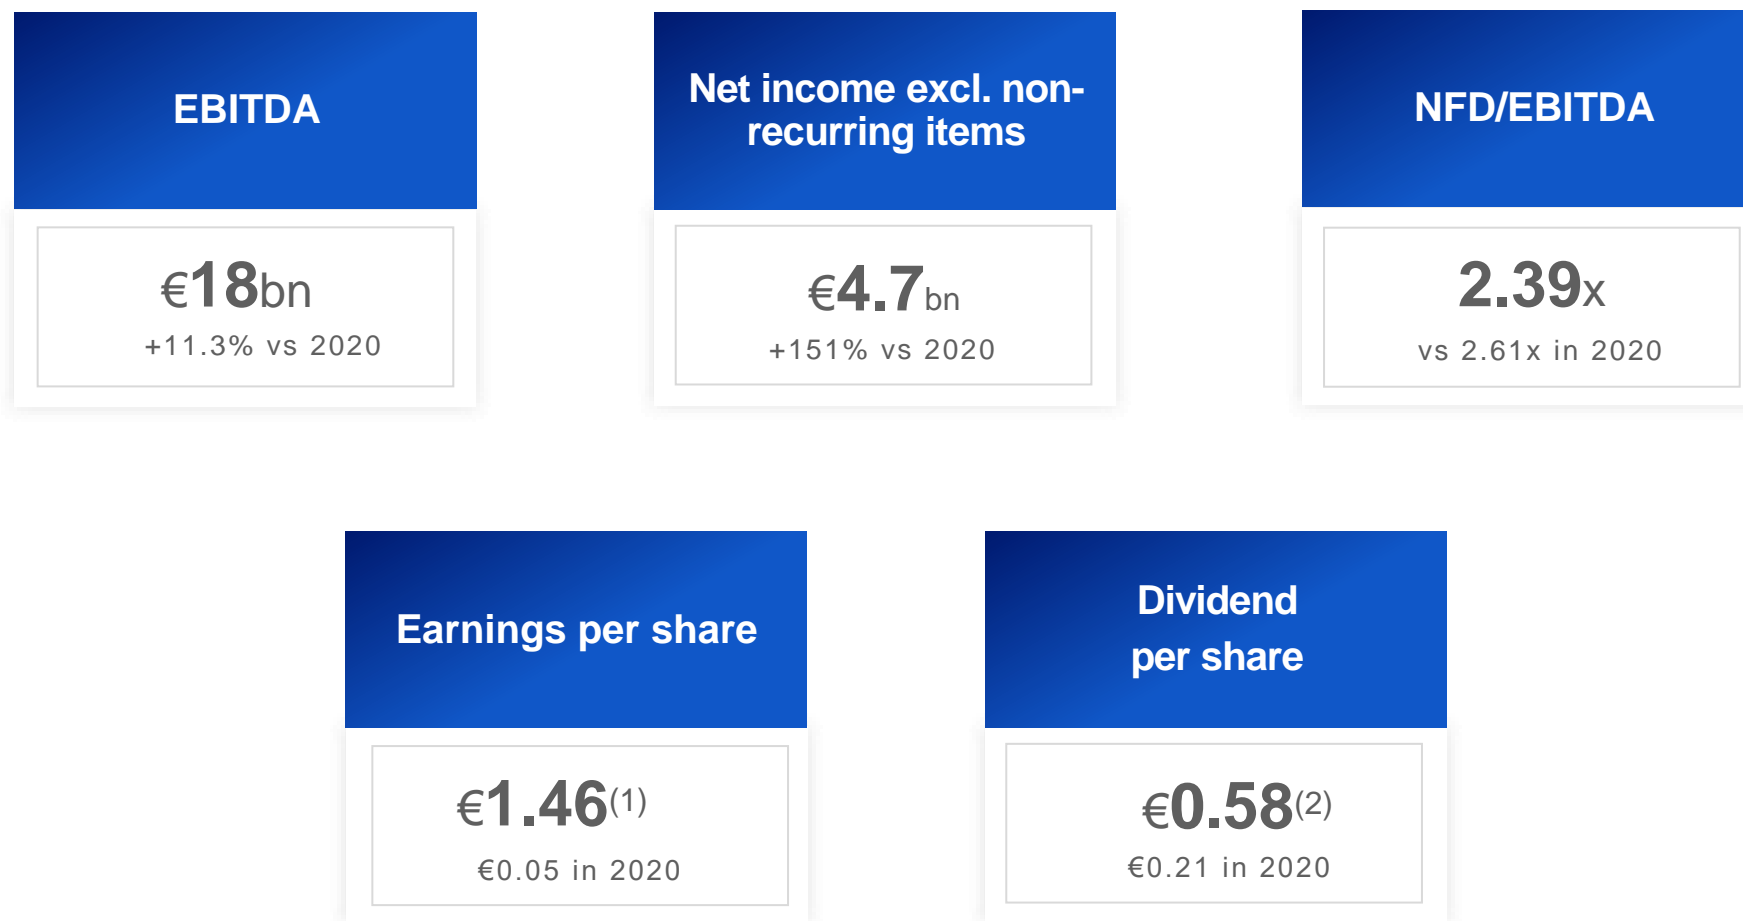 EBITDA
€18bn
+11.3% vs 2020
Net income excl. non-
recurring items
€4.7bn
+151% vs 2020
NFD/EBITDA
2.39x
vs 2.61x in 2020
Earnings per share
€1.46(1)
€0.05 in 2020
Dividend
per share
€0.58(2)
€0.21 in 2020